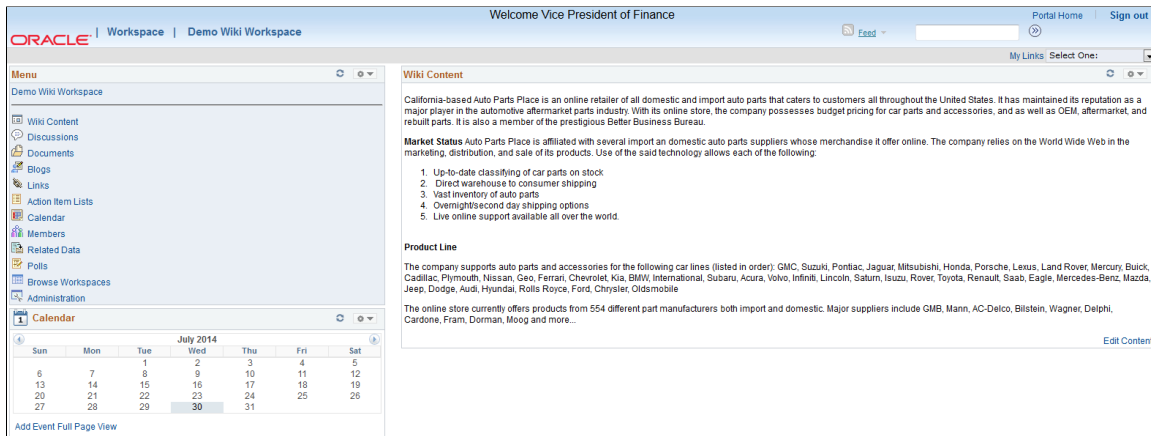 Welcome Vice President of Finance
Portal Home | Sign out
ORACLE | Workspace | Demo Wiki Workspace
Feed
My Links Select One:
Menu
Demo Wiki Workspace
Wiki Content
Discussions
Documents
Blogs
Links
Action Item Lists
Calendar
Members
Related Data
Polls
Browse Workspaces
Administration
1 Calendar
July 2014
Sun Mon Tue Wed Thu Fri Sat
1 2 3 4 5
6 7 8 9 10 11 12
13 14 15 16 17 18 19
20 21 22 23 24 25 26
27 28 29 30 31
Add Event Full Page View
Wiki Content
California-based Auto Parts Place is an online retailer of all domestic and import auto parts that caters to customers all throughout the United States. It has maintained its reputation as a
major player in the automotive aftermarket parts industry. With its online store, the company possesses budget pricing for car parts and accessories, and as well as OEM, aftermarket, and
rebuilt parts. It is also a member of the prestigious Better Business Bureau.
Market Status Auto Parts Place is affiliated with several import an domestic auto parts suppliers whose merchandise it offer online. The company relies on the World Wide Web in the
marketing, distribution, and sale of its products. Use of the said technology allows each of the following:
1. Up-to-date classifying of car parts on stock
2. Direct warehouse to consumer shipping
3. Vast inventory of auto parts
4. Overnight/second day shipping options
5. Live online support available all over the world.
Product Line
The company supports auto parts and accessories for the following car lines (listed in order): GMC, Suzuki, Pontiac, Jaguar, Mitsubishi, Honda, Porsche, Lexus, Land Rover, Mercury, Buick,
Cadillac, Plymouth, Nissan, Geo, Ferrari, Chevrolet, Kia, BMW, International, Subaru, Acura, Volvo, Infiniti, Lincoln, Saturn, Isuzu, Rover, Toyota, Renault, Saab, Eagle, Mercedes-Benz, Mazda,
Jeep, Dodge, Audi, Hyundai, Rolls Royce, Ford, Chrysler, Oldsmobile
The online store currently offers products from 554 different part manufacturers both import and domestic. Major suppliers include GMB, Mann, AC-Delco, Bilstein, Wagner, Delphi,
Cardone, Fram, Dorman, Moog and more...
Edit Content